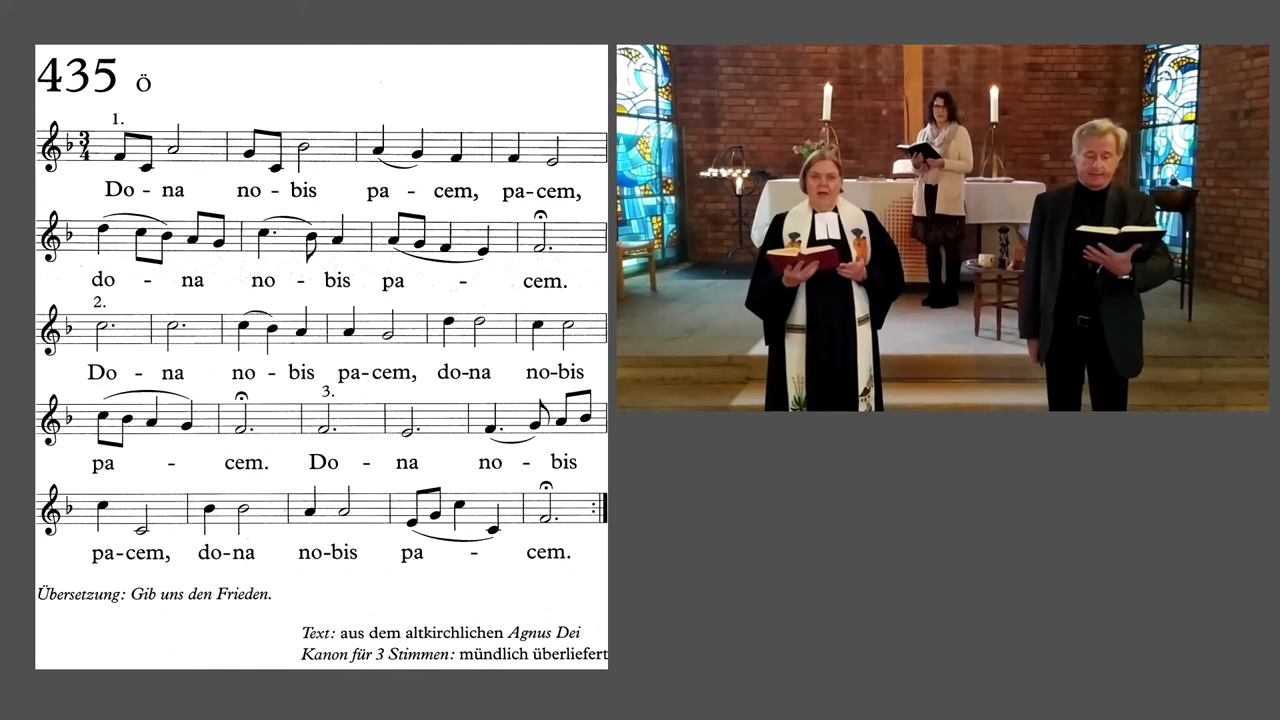 435 ö
1.
Do - na no - bis pa - cem, pa-cem,
do - na no - bis pa - cem.
2.
Do - na no - bis pa-cem, do-na no-bis
3.
pa - cem. Do - na no - bis
pa-cem, do-na no-bis pa - cem.
Übersetzung: Gib uns den Frieden.
Text: aus dem altkirchlichen Agnus Dei
Kanon für 3 Stimmen: mündlich überliefert